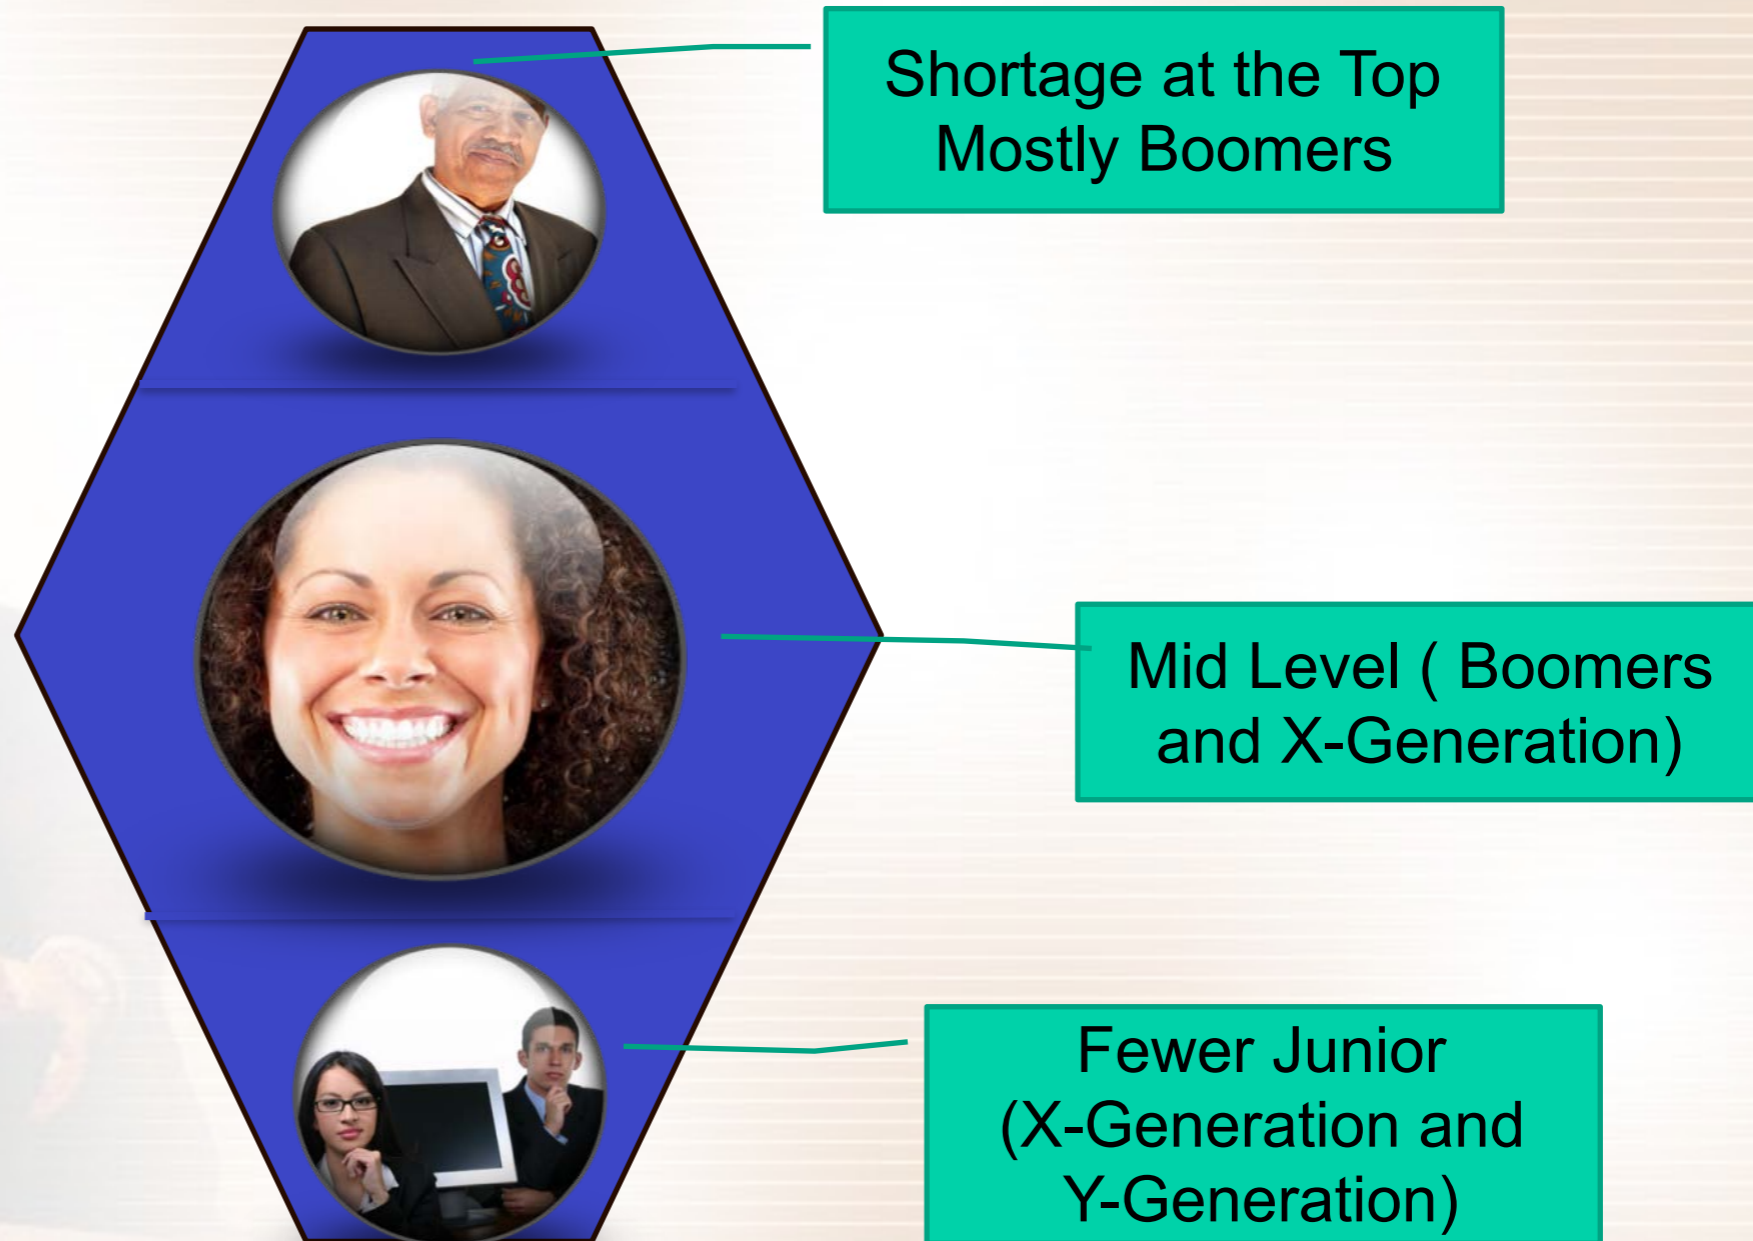 Shortage at the Top
Mostly Boomers
Mid Level ( Boomers
and X-Generation)
Fewer Junior
(X-Generation and
Y-Generation)